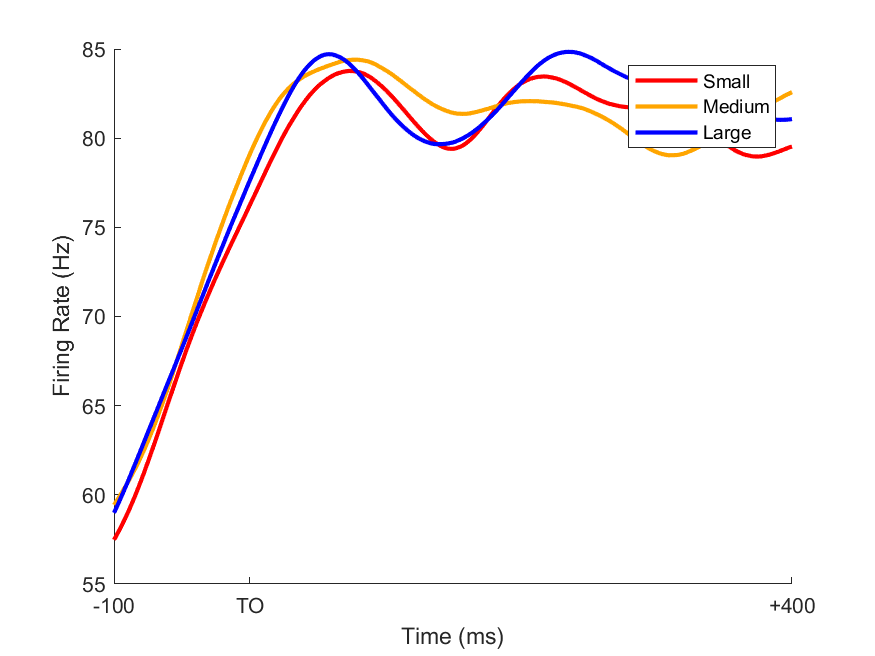 85
80
75
70
65
60
55
Firing Rate (Hz)
Small
Medium
Large
-100
TO
+400
Time (ms)